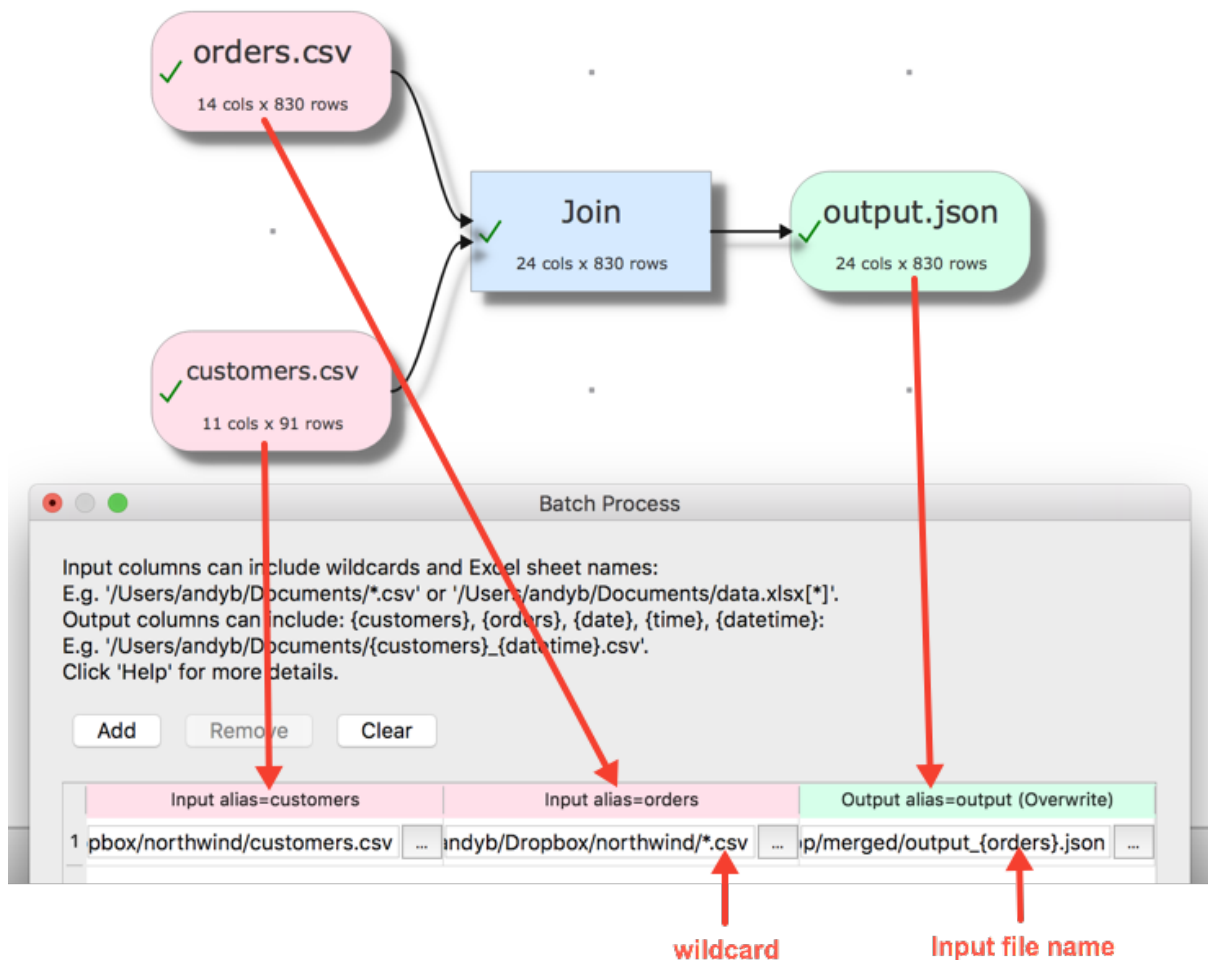 orders.csv
14 cols x 830 rows
Join
24 cols x 830 rows
output.json
24 cols x 830 rows
customers.csv
11 cols x 91 rows
Batch Process
Input columns can include wildcards and Excel sheet names:
E.g. '/Users/andyb/Documents/*.csv' or '/Users/andyb/Documents/data.xlsx[*]'.
Output columns can include: {customers}, {orders}, {date}, {time}, {datetime}:
E.g. '/Users/andyb/Documents/{customers}_{datetime}.csv'.
Click 'Help' for more details.
Add Remove Clear
Input alias=customers Input alias=orders Output alias=output (Overwrite)
1 pbox/northwind/customers.csv ... andyb/Dropbox/northwind/*.csv ... p/merged/output_{orders}.json ...
wildcard Input file name